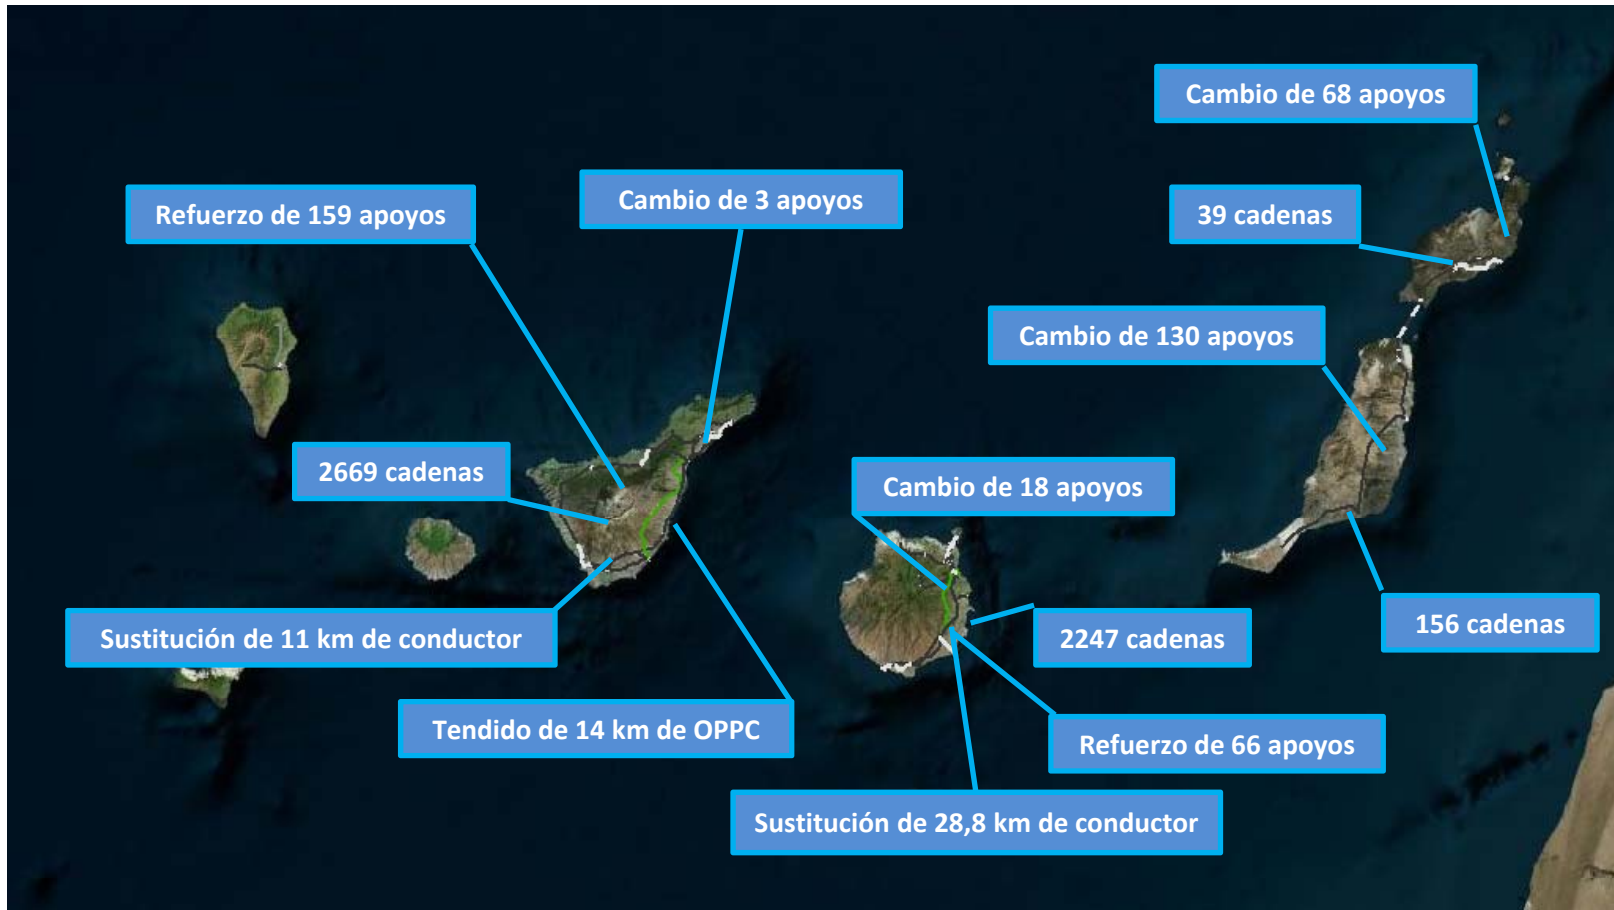 Cambio de 68 apoyos
Refuerzo de 159 apoyos
Cambio de 3 apoyos
39 cadenas
Cambio de 130 apoyos
2669 cadenas
Cambio de 18 apoyos
Sustitución de 11 km de conductor
2247 cadenas
156 cadenas
Tendido de 14 km de OPPC
Refuerzo de 66 apoyos
Sustitución de 28,8 km de conductor